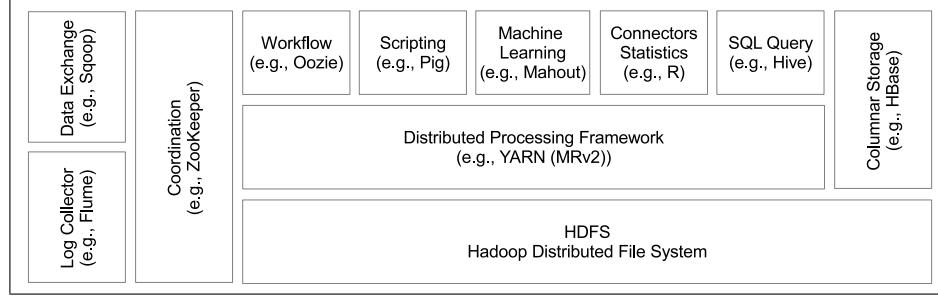 Data Exchange
(e.g., Sqoop)
Log Collector
(e.g., Flume)
Coordination
(e.g., ZooKeeper)
Workflow
(e.g., Oozie)
Scripting
(e.g., Pig)
Machine
Learning
(e.g., Mahout)
Connectors
Statistics
(e.g., R)
SQL Query
(e.g., Hive)
Columnar Storage
(e.g., HBase)
Distributed Processing Framework
(e.g., YARN (MRv2))
HDFS
Hadoop Distributed File System